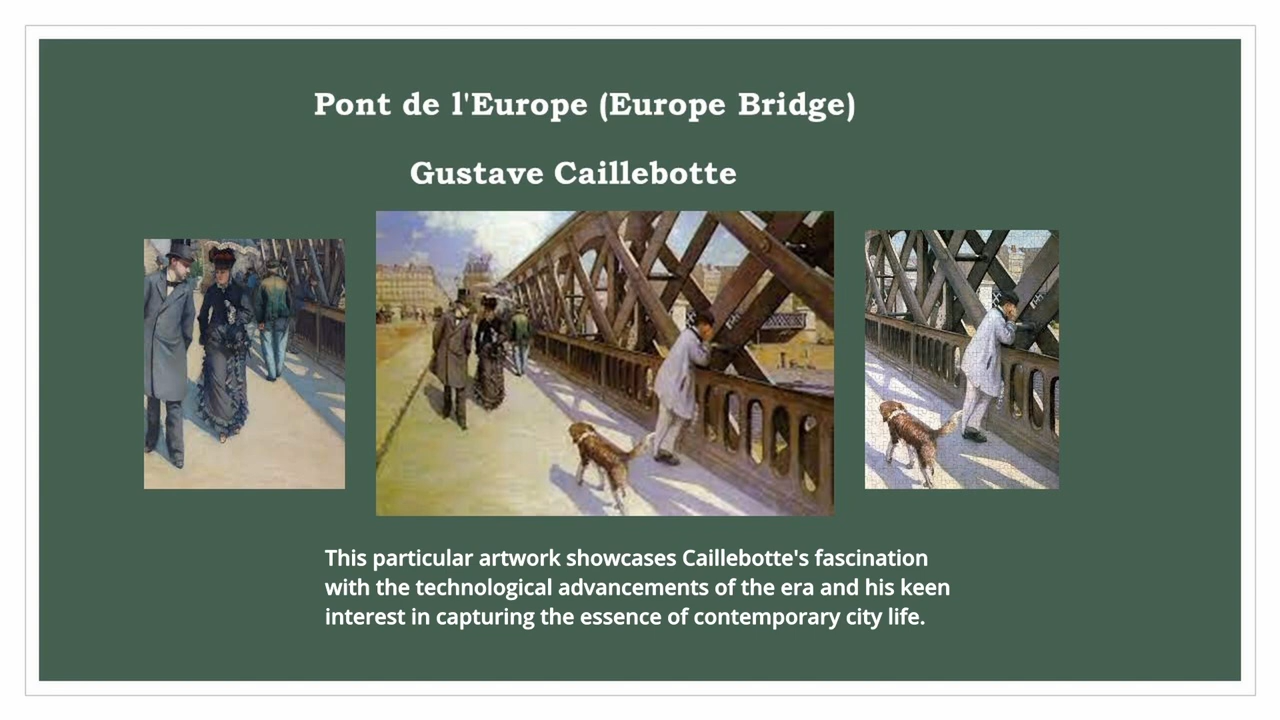 Pont de l'Europe (Europe Bridge)
Gustave Caillebotte
This particular artwork showcases Caillebotte's fascination
with the technological advancements of the era and his keen
interest in capturing the essence of contemporary city life.